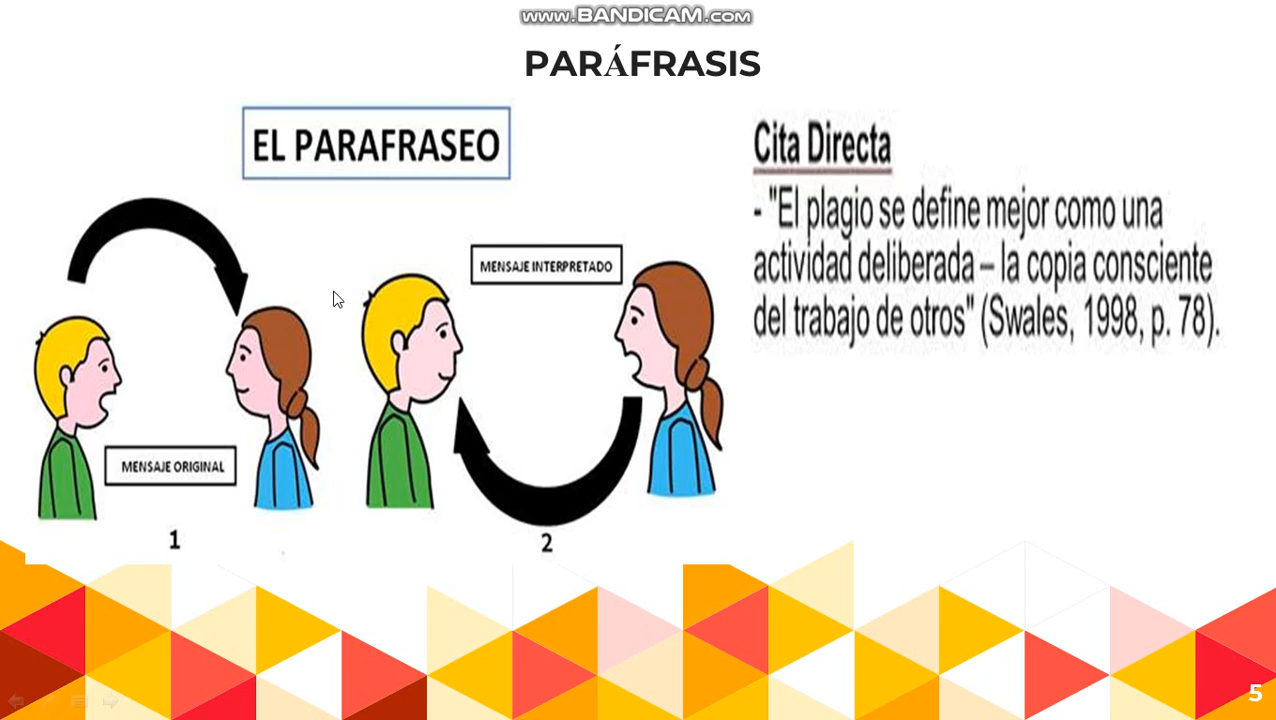 www.BANDICAM.com
PARÁFRASIS
EL PARAFRASEO
MENSAJE ORIGINAL
1
MENSAJE INTERPRETADO
2
Cita Directa
- "El plagio se define mejor como una
actividad deliberada – la copia consciente
del trabajo de otros" (Swales, 1998, p. 78).
5